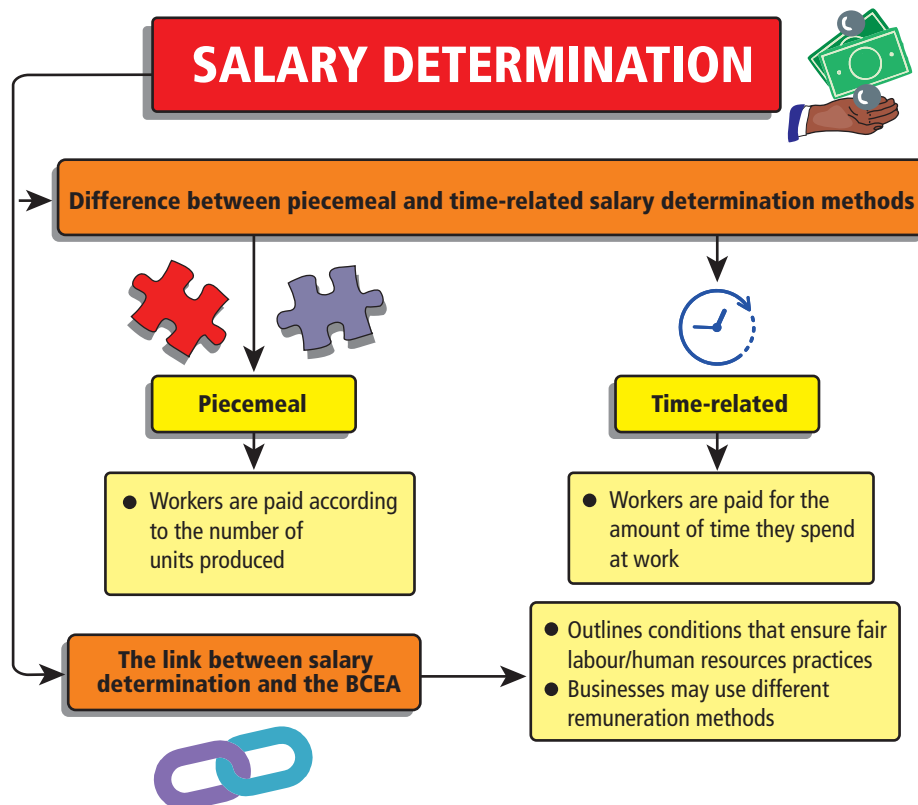 SALARY DETERMINATION
Difference between piecemeal and time-related salary determination methods
Piecemeal
● Workers are paid according
to the number of
units produced
Time-related
● Workers are paid for the
amount of time they spend
at work
The link between salary
determination and the BCEA
● Outlines conditions that ensure fair
labour/human resources practices
● Businesses may use different
remuneration methods